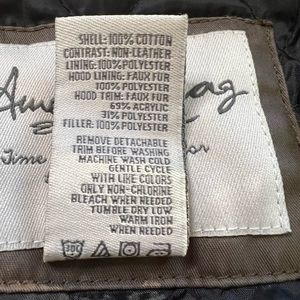 SHELL: 100% COTTON
CONTRAST: NON-LEATHER
LINING: 100% POLYESTER
HOOD LINING: FAUX FUR
100% POLYESTER
HOOD TRIM: FAUX FUR
69% ACRYLIC
31% POLYESTER
FILLER: 100% POLYESTER
REMOVE DETACHABLE
TRIM BEFORE WASHING
MACHINE WASH COLD
GENTLE CYCLE
WITH LIKE COLORS
ONLY NON-CHLORINE
BLEACH WHEN NEEDED
TUMBLE DRY LOW
WARM IRON
WHEN NEEDED